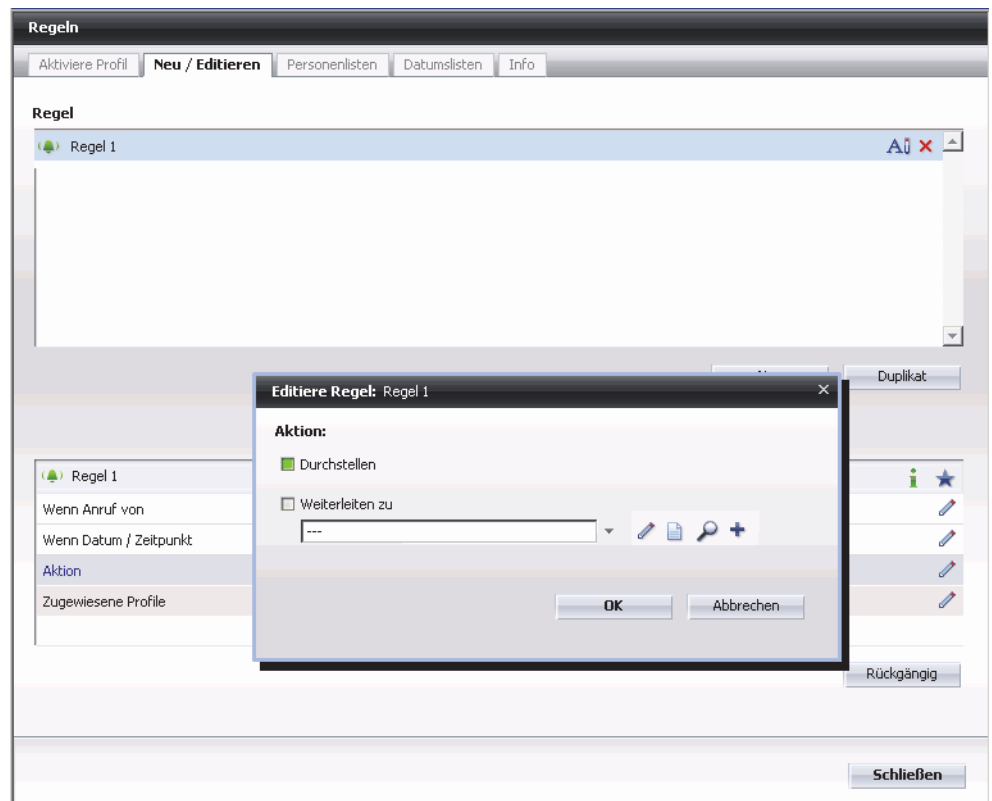 Regeln
Aktiviere Profil Neu / Editieren Personenlisten Datumslisten Info
Regel
Regel 1
Duplikat
Editiere Regel: Regel 1
Aktion:
Durchstellen
Weiterleiten zu
---
OK Abbrechen
Regel 1
Wenn Anruf von
Wenn Datum / Zeitpunkt
Aktion
Zugewiesene Profile
Rückgängig
Schließen